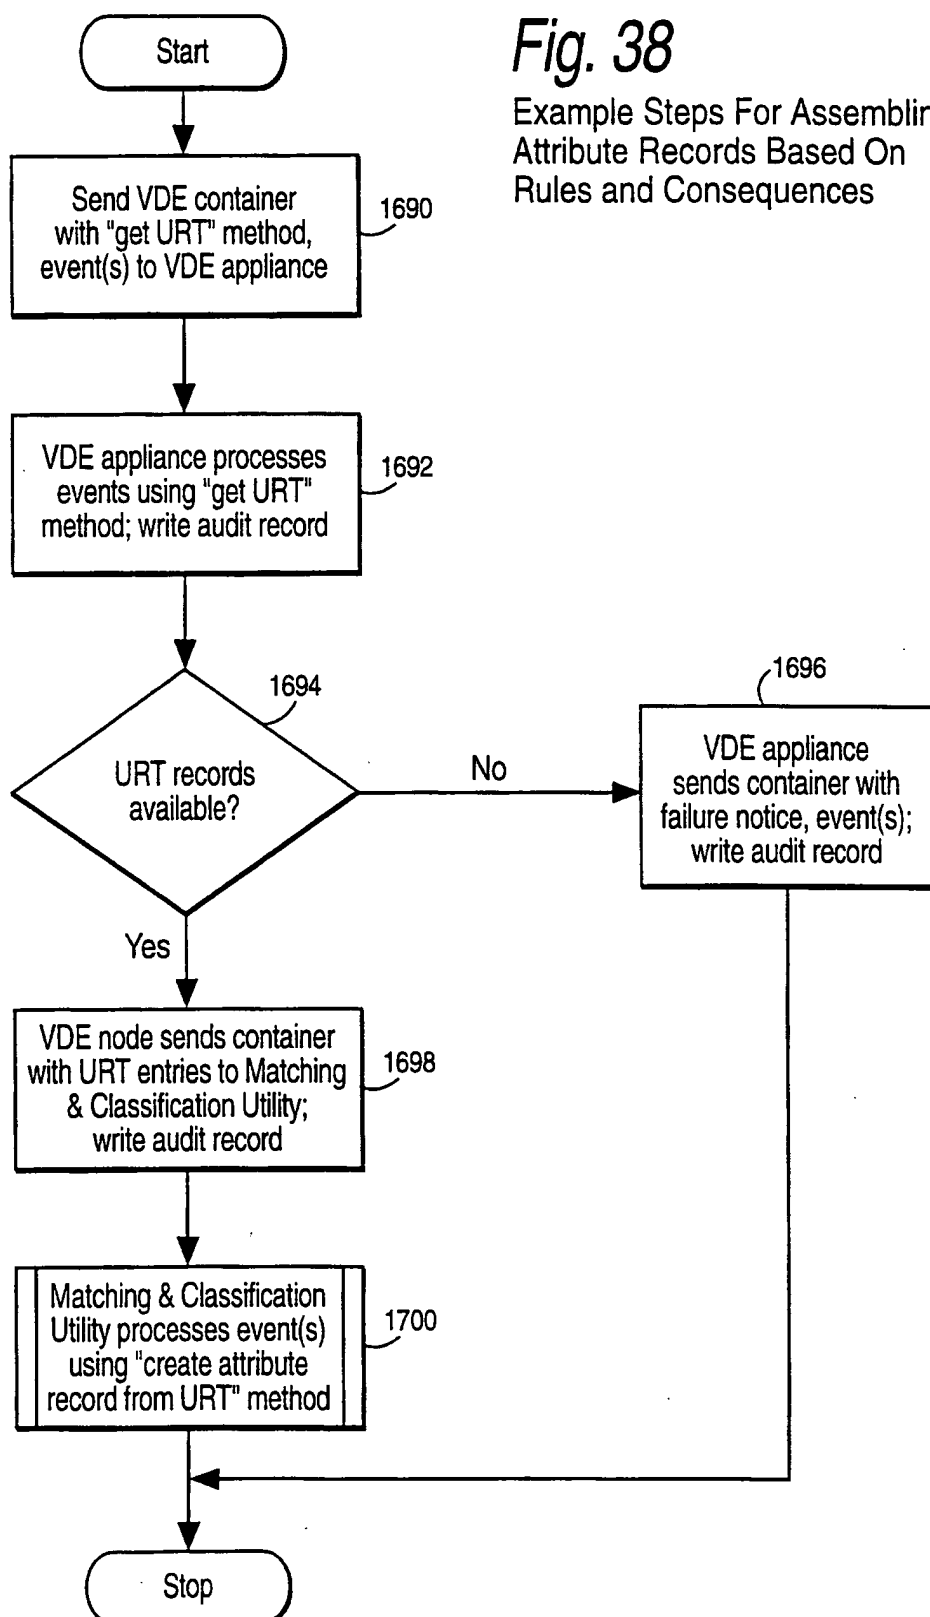 Start
Fig. 38
Example Steps For Assemblin
Attribute Records Based On
Rules and Consequences
Send VDE container
with "get URT" method,
event(s) to VDE appliance
1690
VDE appliance processes
events using "get URT"
method; write audit record
1692
URT records
available?
1694
No
1696
VDE appliance
sends container with
failure notice, event(s);
write audit record
Yes
VDE node sends container
with URT entries to Matching
& Classification Utility;
write audit record
1698
Matching & Classification
Utility processes event(s)
using "create attribute
record from URT" method
1700
Stop